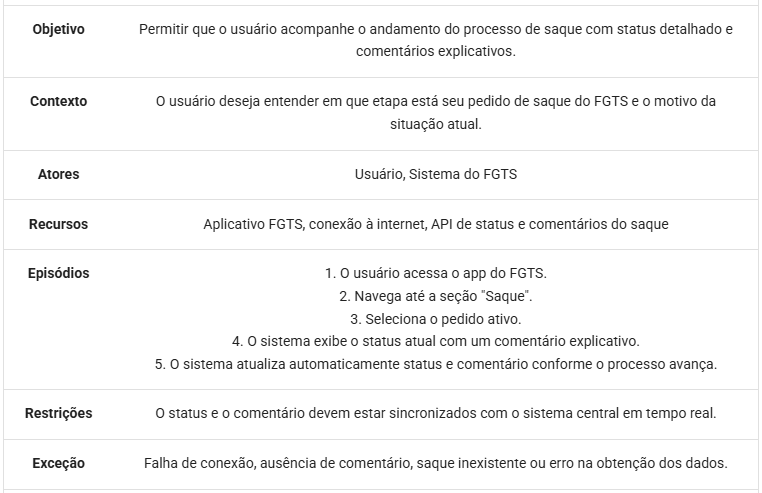 Objetivo
Permitir que o usuário acompanhe o andamento do processo de saque com status detalhado e
comentários explicativos.
Contexto
O usuário deseja entender em que etapa está seu pedido de saque do FGTS e o motivo da
situação atual.
Atores
Usuário, Sistema do FGTS
Recursos
Aplicativo FGTS, conexão à internet, API de status e comentários do saque
Episódios
1. O usuário acessa o app do FGTS.
2. Navega até a seção "Saque".
3. Seleciona o pedido ativo.
4. O sistema exibe o status atual com um comentário explicativo.
5. O sistema atualiza automaticamente status e comentário conforme o processo avança.
Restrições
O status e o comentário devem estar sincronizados com o sistema central em tempo real.
Exceção
Falha de conexão, ausência de comentário, saque inexistente ou erro na obtenção dos dados.